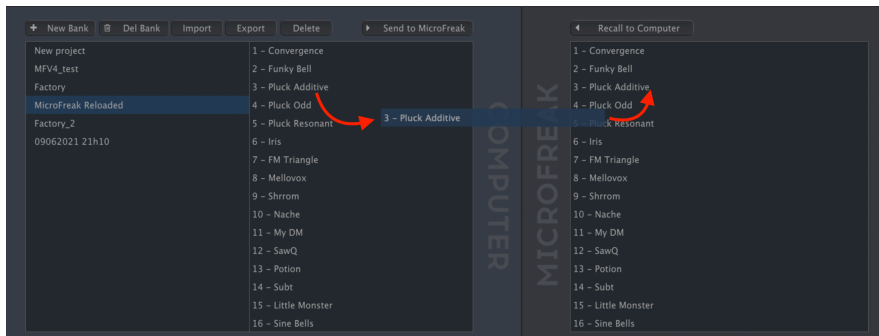 + New Bank Del Bank Import Export Delete Send to MicroFreak
New project
MFV4_test
Factory
MicroFreak Reloaded
Factory_2
09062021 21h10
1 – Convergence
2 – Funky Bell
3 – Pluck Additive
4 – Pluck Odd
5 – Pluck Resonant
6 – Iris
7 – FM Triangle
8 – Mellovox
9 – Shrrom
10 – Nache
11 – My DM
12 – SawQ
13 – Potion
14 – Subt
15 – Little Monster
16 – Sine Bells
3 – Pluck Additive
COMPUTER
MICROFREAK
Recall to Computer
1 – Convergence
2 – Funky Bell
3 – Pluck Additive
4 – Pluck Odd
5 – Pluck Resonant
6 – Iris
7 – FM Triangle
8 – Mellovox
9 – Shrrom
10 – Nache
11 – My DM
12 – SawQ
13 – Potion
14 – Subt
15 – Little Monster
16 – Sine Bells